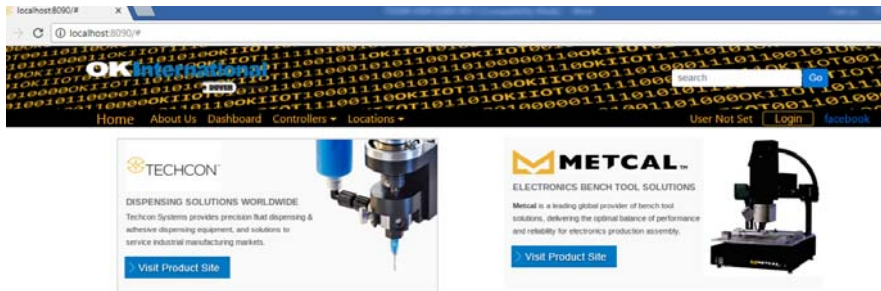 localhost:8090/#
localhost:8090/#
OKInternational
DOVER
search
Go
Home About Us Dashboard Controllers Locations User Not Set Login facebook
TECHCON
DISPENSING SOLUTIONS WORLDWIDE
Techcon Systems provides precision fluid dispensing &
adhesive dispensing equipment, and solutions to
service industrial manufacturing markets.
Visit Product Site
METCAL
ELECTRONICS BENCH TOOL SOLUTIONS
Metcal is a leading global provider of bench tool
solutions, delivering the optimal balance of performance
and reliability for electronics production assembly.
Visit Product Site
METCAL